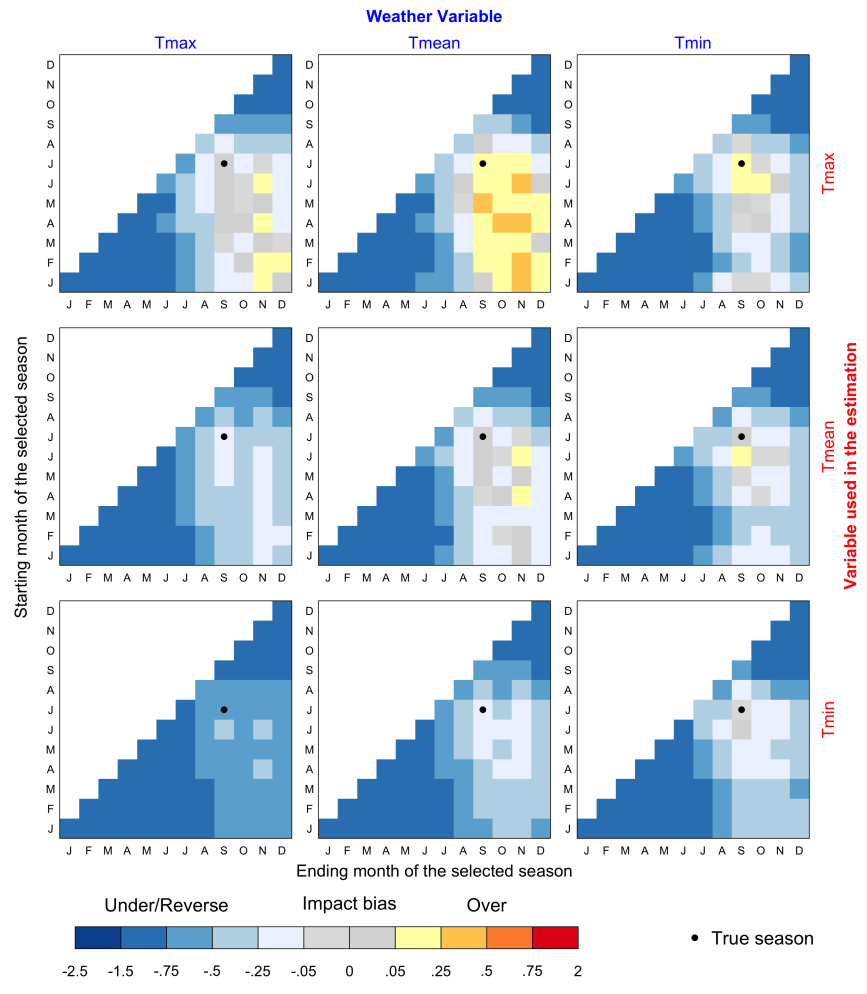 Weather Variable
Tmax Tmean Tmin
D D D
N N N
O O O
S S S
A A A
J J J Tmax
J J J
M M M
A A A
M M M
F F F
J J J
J F M A M J J A S O N D J F M A M J J A S O N D J F M A M J J A S O N D
Starting month of the selected season
Variable used in the estimation
D D D
N N N
O O O
S S S
A A A
J J J Tmean
J J J
M M M
A A A
M M M
F F F
J J J
J F M A M J J A S O N D J F M A M J J A S O N D J F M A M J J A S O N D
D D D
N N N
O O O
S S S
A A A
J J J Tmin
J J J
M M M
A A A
M M M
F F F
J J J
J F M A M J J A S O N D J F M A M J J A S O N D J F M A M J J A S O N D
Ending month of the selected season
Under/Reverse Impact bias Over
-2.5 -1.5 -.75 -.5 -.25 -.05 0 .05 .25 .5 .75 2
True season